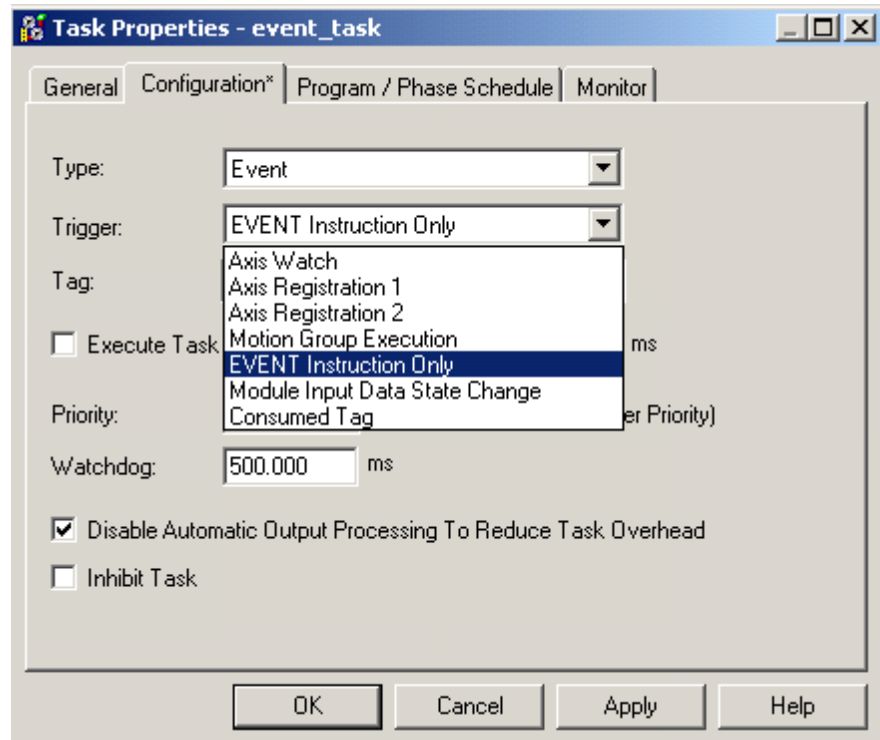 Task Properties - event_task
General Configuration* Program / Phase Schedule Monitor
Type: Event
Trigger: EVENT Instruction Only
Tag:
Axis Watch
Axis Registration 1
Axis Registration 2
Motion Group Execution
EVENT Instruction Only
Module Input Data State Change
Consumed Tag
Execute Task ms
Priority: er Priority)
Watchdog: 500.000 ms
Disable Automatic Output Processing To Reduce Task Overhead
Inhibit Task
OK Cancel Apply Help